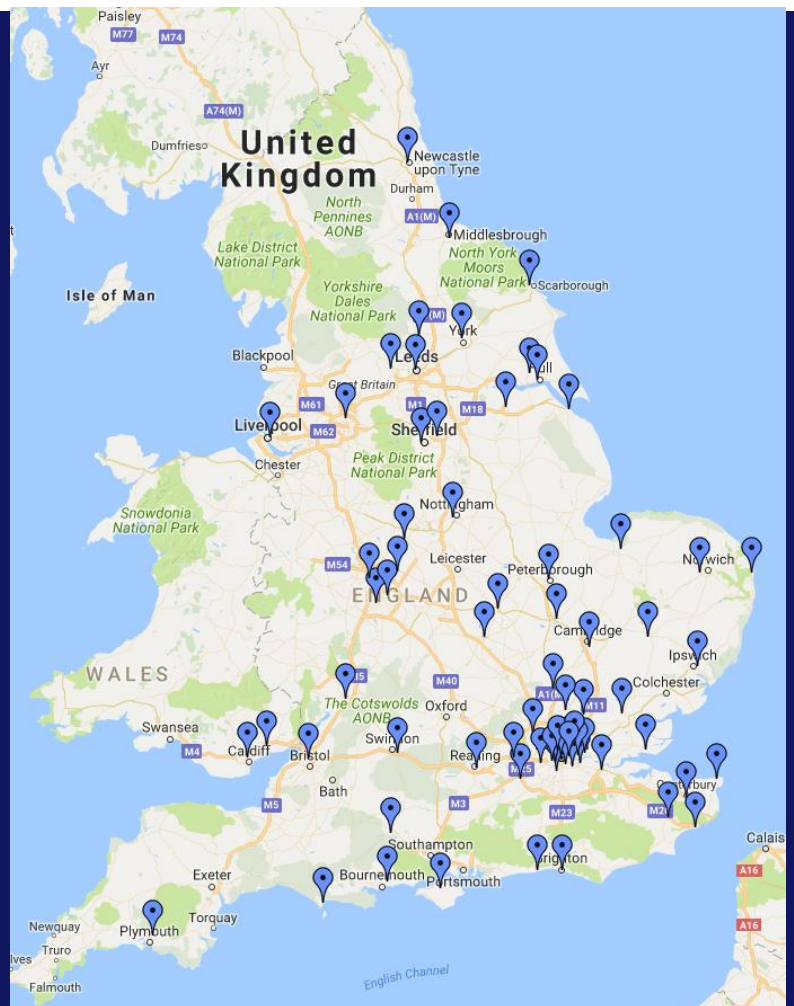 Paisley
M77
M74
Ayr
A74(M)
Dumfries
United
Kingdom
Newcastle
upon Tyne
Durham
North
Pennines
AONB
A1(M)
Middlesbrough
Lake District
National Park
North York
Moors
National Park
Scarborough
Isle of Man
Yorkshire
Dales
National Park
(M)
York
Blackpool
Leeds
Hull
Great Britain
M61
M1
M18
Liverpool
M62
Sheffield
Chester
Peak District
National Park
Snowdonia
National Park
Nottingham
M54
Leicester
Peterborough
Norwich
ENGLAND
Cambridge
Ipswich
WALES
M5
M40
A1(M)
Colchester
The Cotswolds
AONB
Oxford
M11
Swansea
M4
Cardiff
Bristol
Swindon
Reading
M25
Bath
Canterbury
M5
M3
M23
M20
Southampton
Calais
Exeter
Bournemouth
Portsmouth
Brighton
A16
Newquay
Plymouth
Torquay
A16
Truro
lves
Falmouth
English Channel